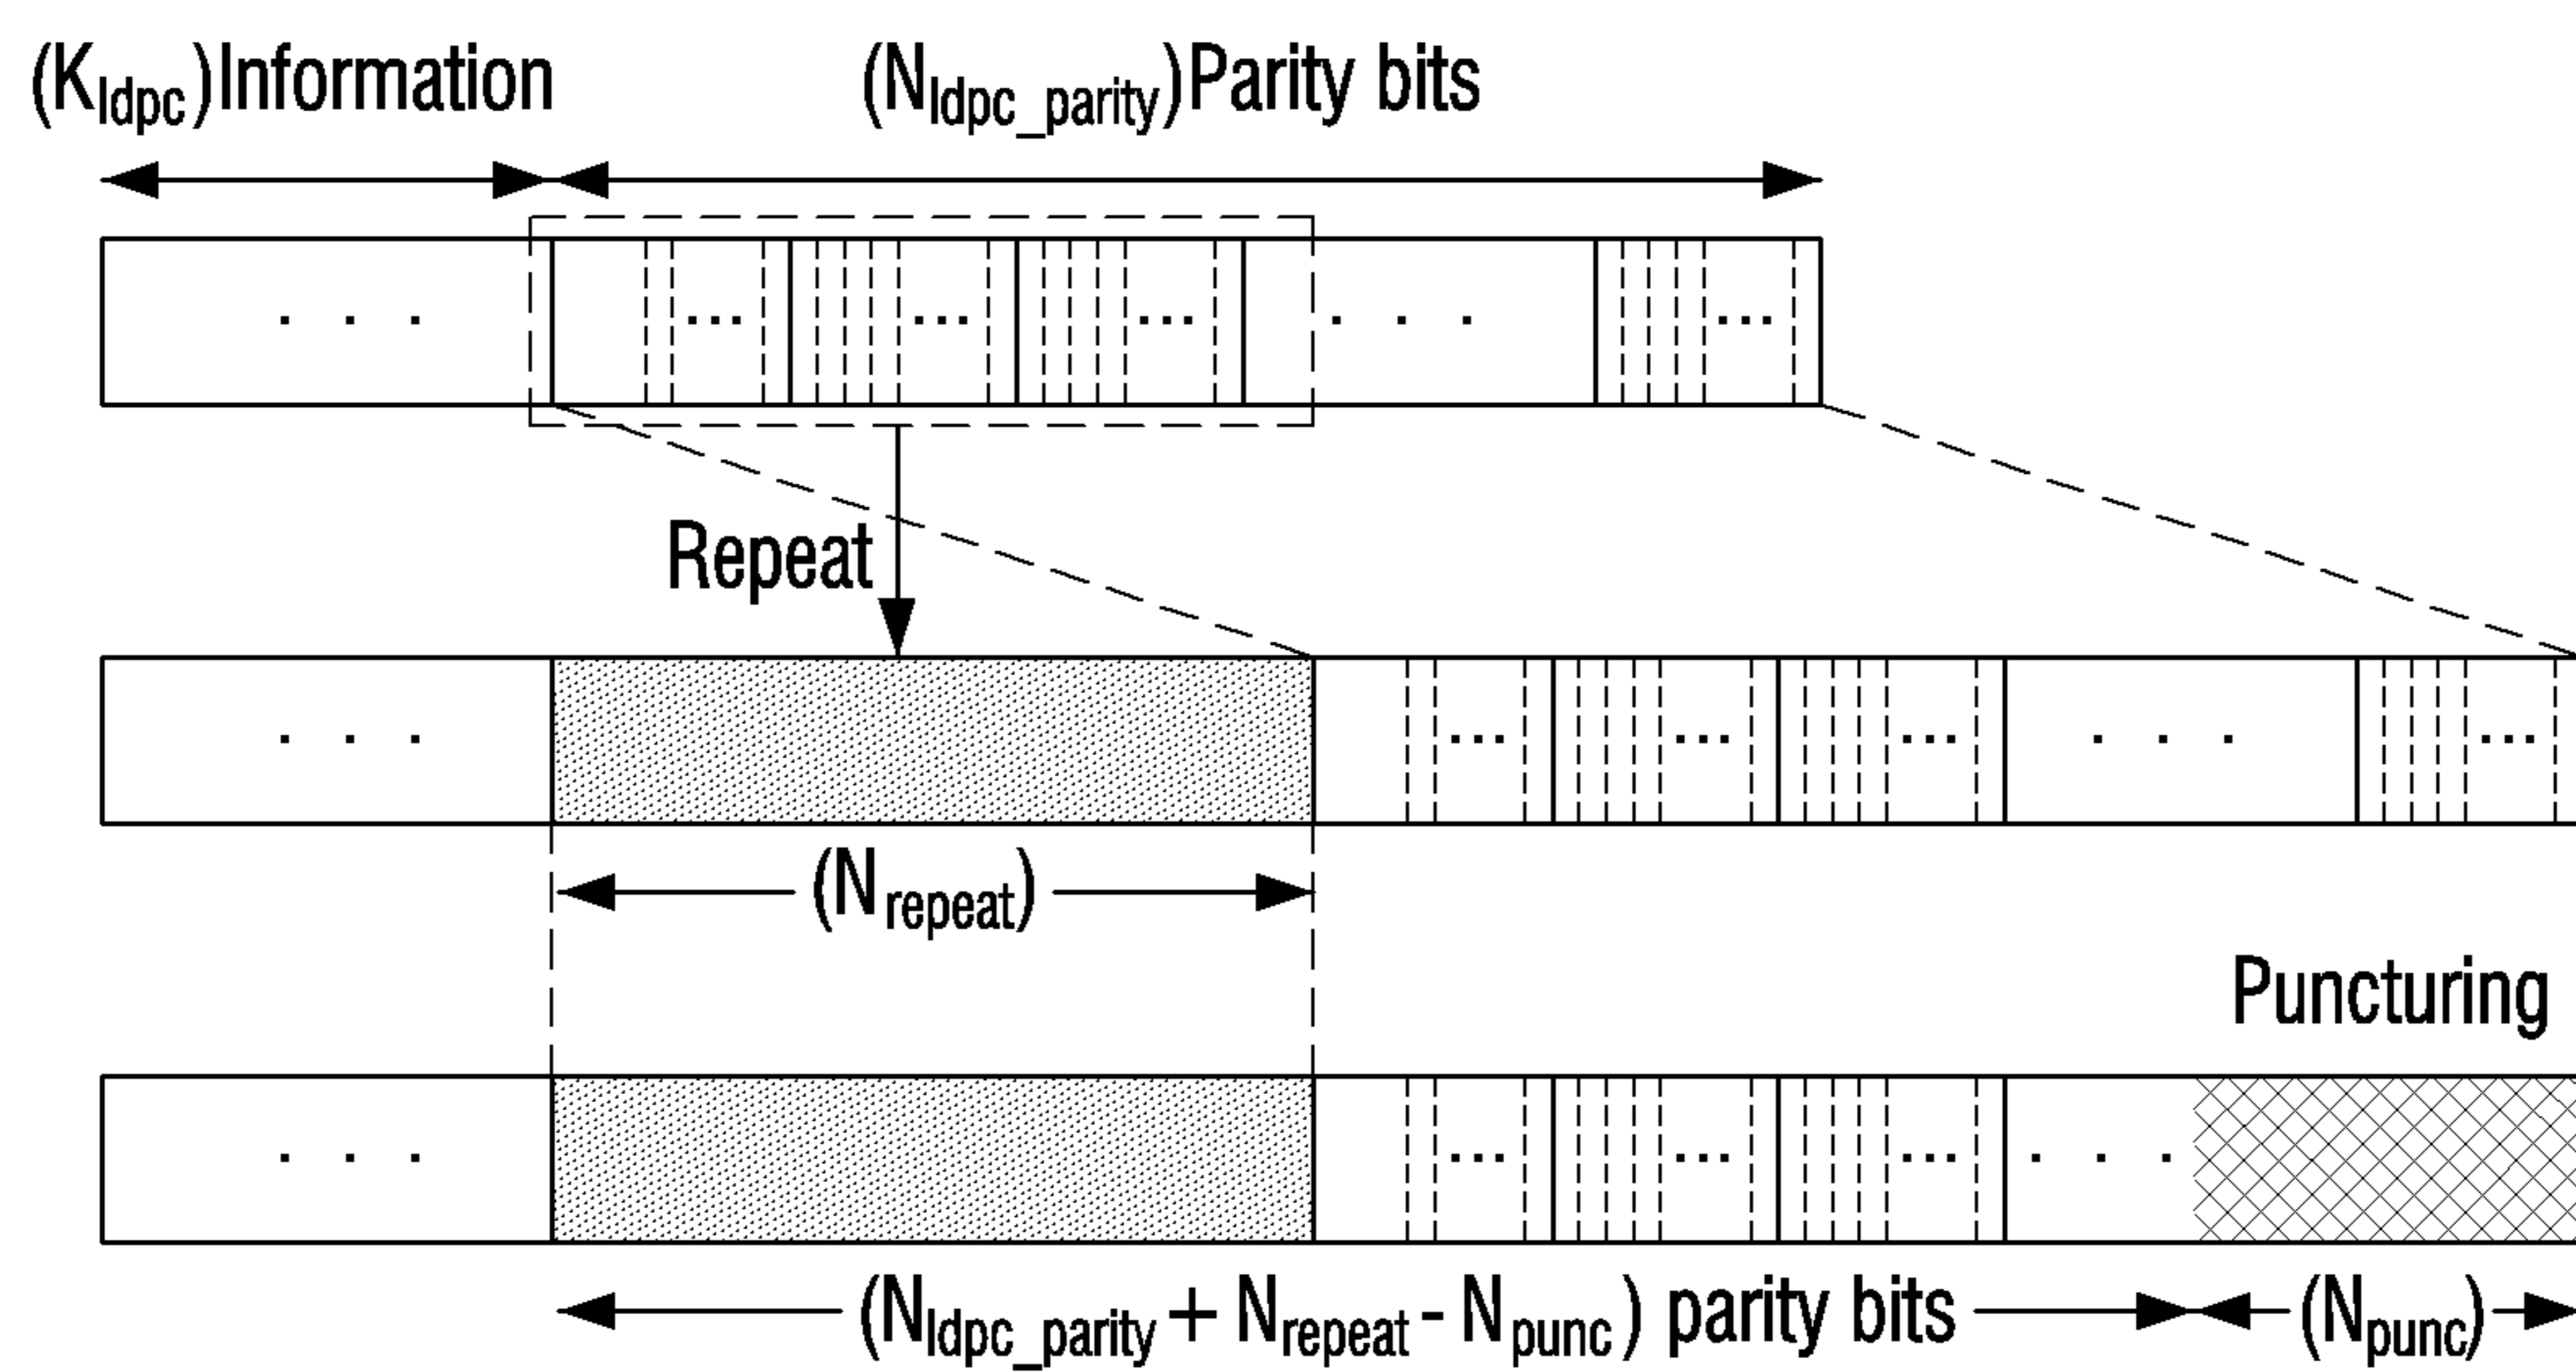 (K_ldpc)Information
(N_ldpc_parity)Parity bits
Repeat
(N_repeat)
Puncturing
(N_ldpc_parity + N_repeat - N_punc) parity bits
(N_punc)